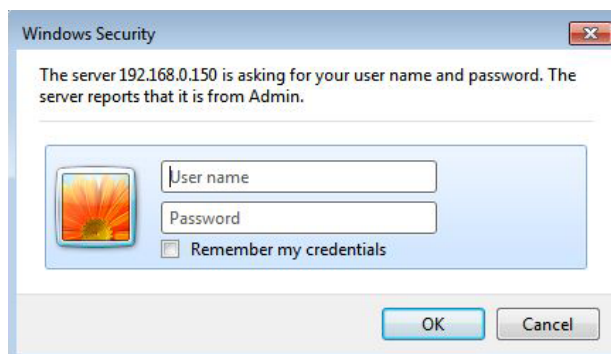 Windows Security
The server 192.168.0.150 is asking for your user name and password. The
server reports that it is from Admin.
User name
Password
Remember my credentials
OK
Cancel